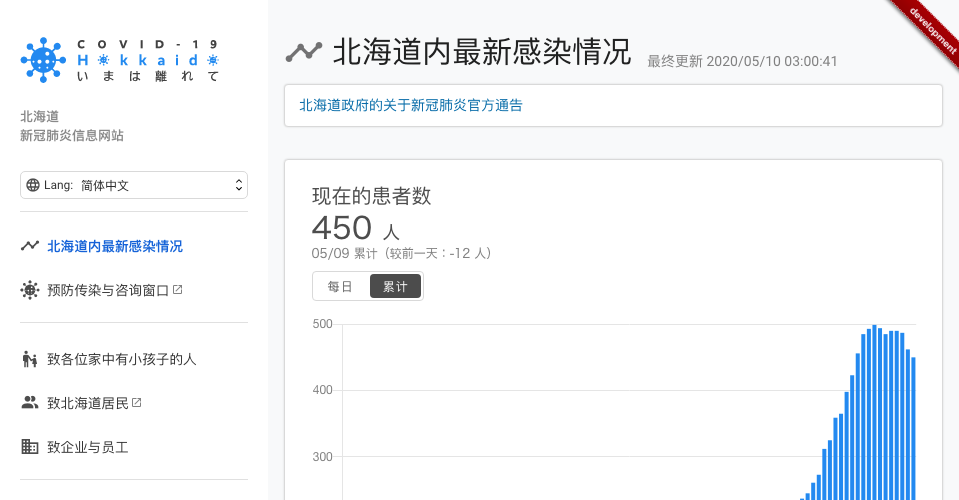 COVID-19
Hokkaido
いまは離れて
北海道
新冠肺炎信息网站
Lang: 简体中文
北海道内最新感染情况
预防传染与咨询窗口
致各位家中有小孩子的人
致北海道居民
致企业与员工
development
北海道内最新感染情况 最终更新 2020/05/10 03:00:41
北海道政府的关于新冠肺炎官方通告
现在的患者数
450 人
05/09 累计（较前一天：-12 人）
每日 累计
500
400
300